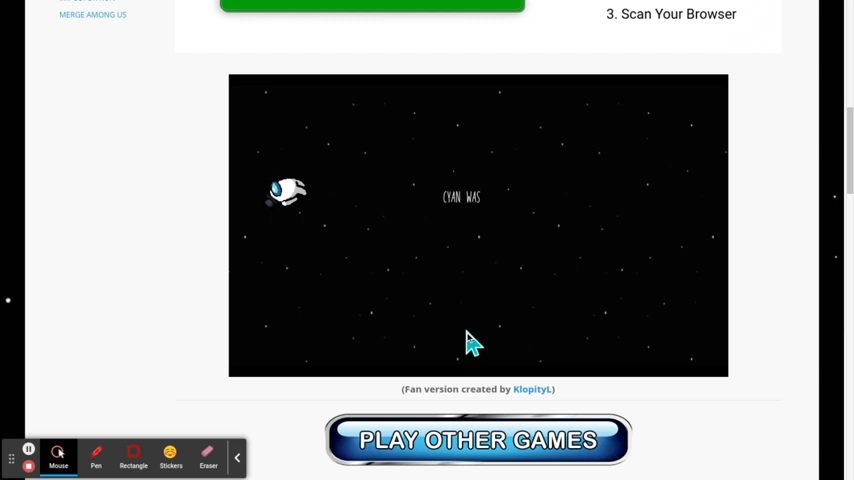 MERGE AMONG US
3. Scan Your Browser
CYAN WAS
(Fan version created by KlopityL)
PLAY OTHER GAMES
Mouse
Pen
Rectangle
Stickers
Eraser